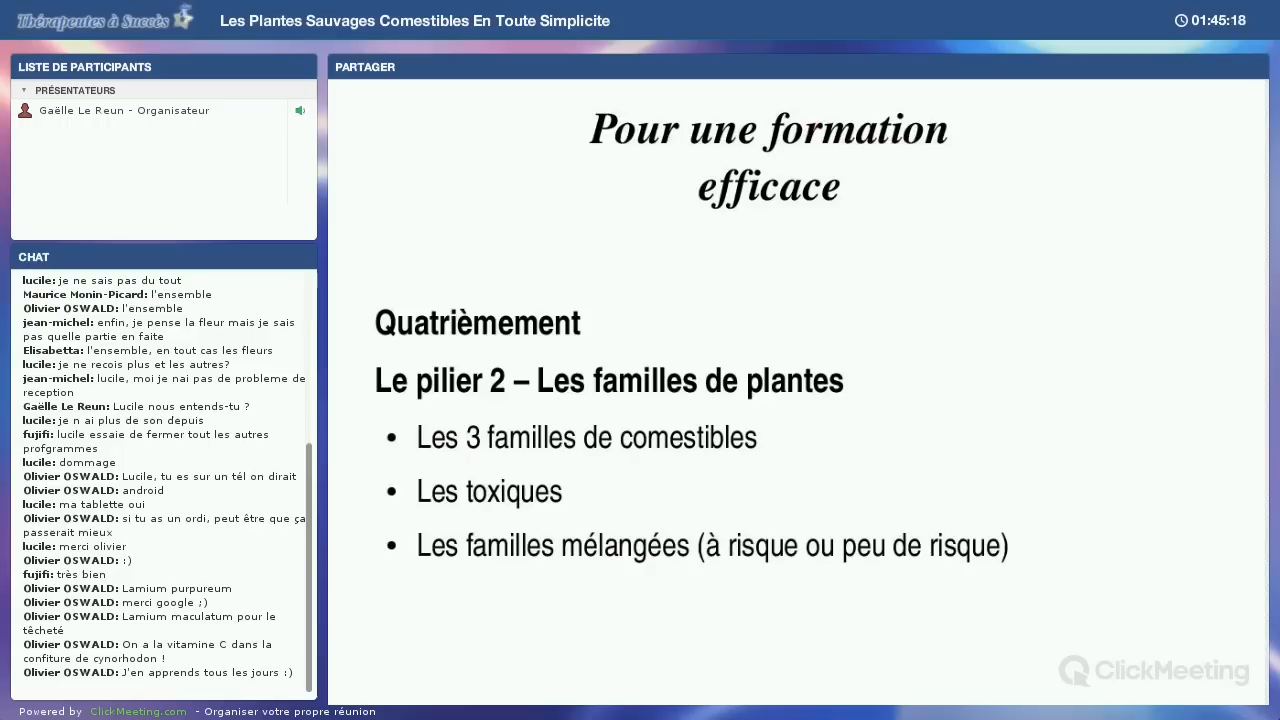 Thérapeutes à Succès
Les Plantes Sauvages Comestibles En Toute Simplicite
01:45:18
LISTE DE PARTICIPANTS
PRÉSENTATEURS
Gaëlle Le Reun - Organisateur
CHAT
lucile: je ne sais pas du tout
Maurice Monin-Picard: l'ensemble
Olivier OSWALD: l'ensemble
jean-michel: enfin, je pense la fleur mais je sais
pas quelle partie en faite
Elisabetta: l'ensemble, en tout cas les fleurs
lucile: je ne recois plus et les autres?
jean-michel: lucile, moi je nai pas de probleme de
reception
Gaëlle Le Reun: Lucile nous entends-tu ?
lucile: je n ai plus de son depuis
fujifi: lucile essaie de fermer tout les autres
profgrammes
lucile: dommage
Olivier OSWALD: Lucile, tu es sur un tél on dirait
Olivier OSWALD: android
lucile: ma tablette oui
Olivier OSWALD: si tu as un ordi, peut être que ça
passerait mieux
lucile: merci olivier
Olivier OSWALD: :)
fujifi: très bien
Olivier OSWALD: Lamium purpureum
Olivier OSWALD: merci google ;)
Olivier OSWALD: Lamium maculatum pour le
têcheté
Olivier OSWALD: On a la vitamine C dans la
confiture de cynorhodon !
Olivier OSWALD: J'en apprends tous les jours :)
PARTAGER
Pour une formation
efficace
Quatrièmement
Le pilier 2 – Les familles de plantes
• Les 3 familles de comestibles
• Les toxiques
• Les familles mélangées (à risque ou peu de risque)
ClickMeeting
Powered by ClickMeeting.com - Organiser votre propre réunion